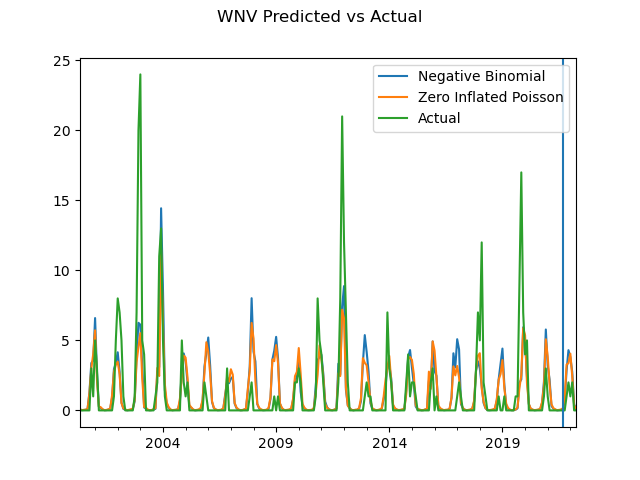 WNV Predicted vs Actual
25
Negative Binomial
Zero Inflated Poisson
Actual
20
15
10
5
0
2004 2009 2014 2019